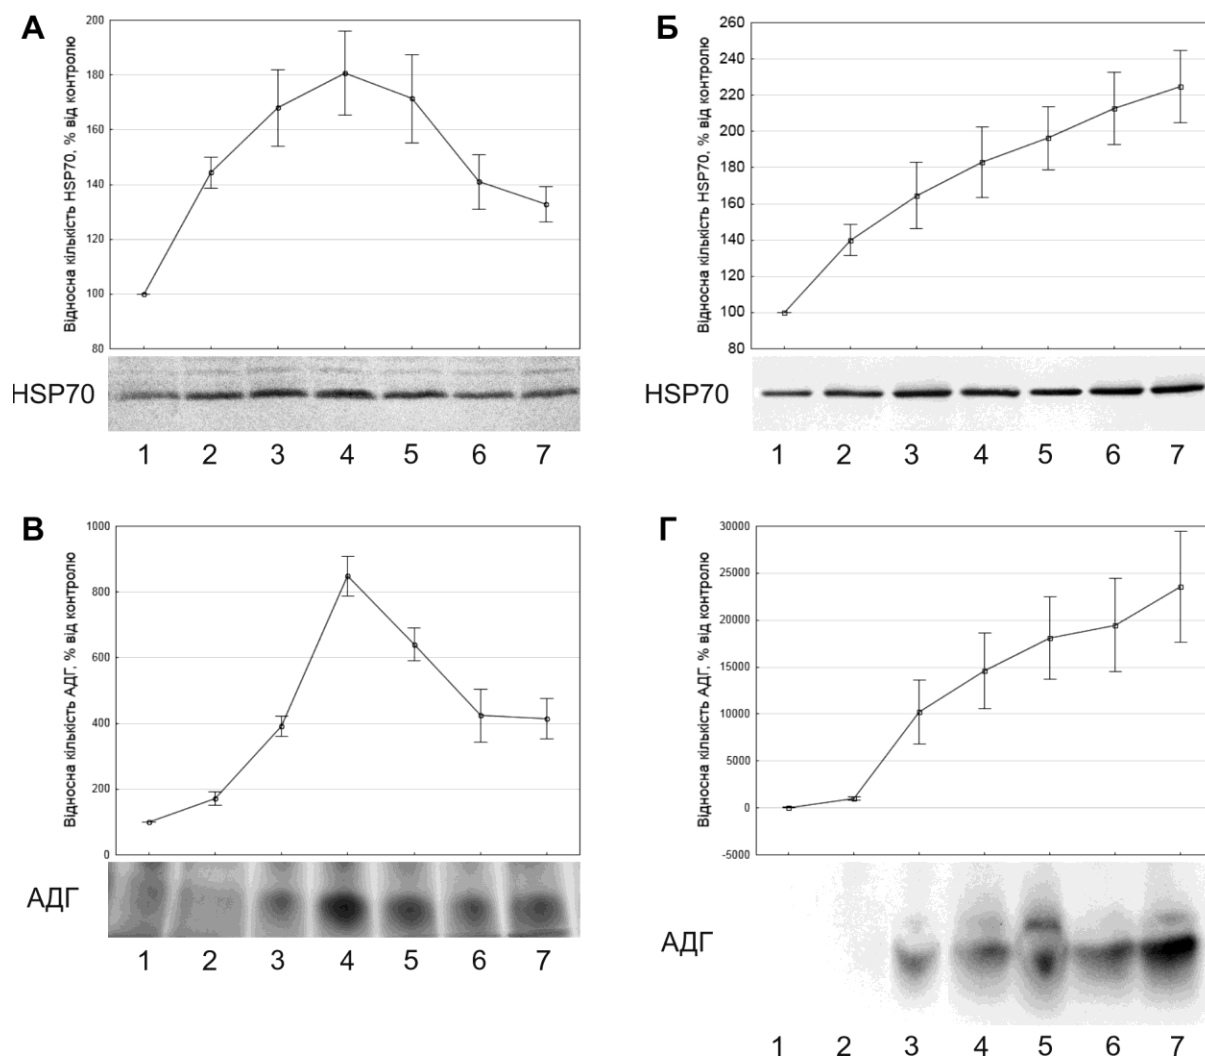 А
Відносна кількість HSP70, % від контролю
200
180
160
140
120
100
80
HSP70
1 2 3 4 5 6 7
Б
Відносна кількість HSP70, % від контролю
260
240
220
200
180
160
140
120
100
80
HSP70
1 2 3 4 5 6 7
В
Відносна кількість АДГ, % від контролю
1000
800
600
400
200
0
АДГ
1 2 3 4 5 6 7
Г
Відносна кількість АДГ, % від контролю
30000
25000
20000
15000
10000
5000
0
-5000
АДГ
1 2 3 4 5 6 7